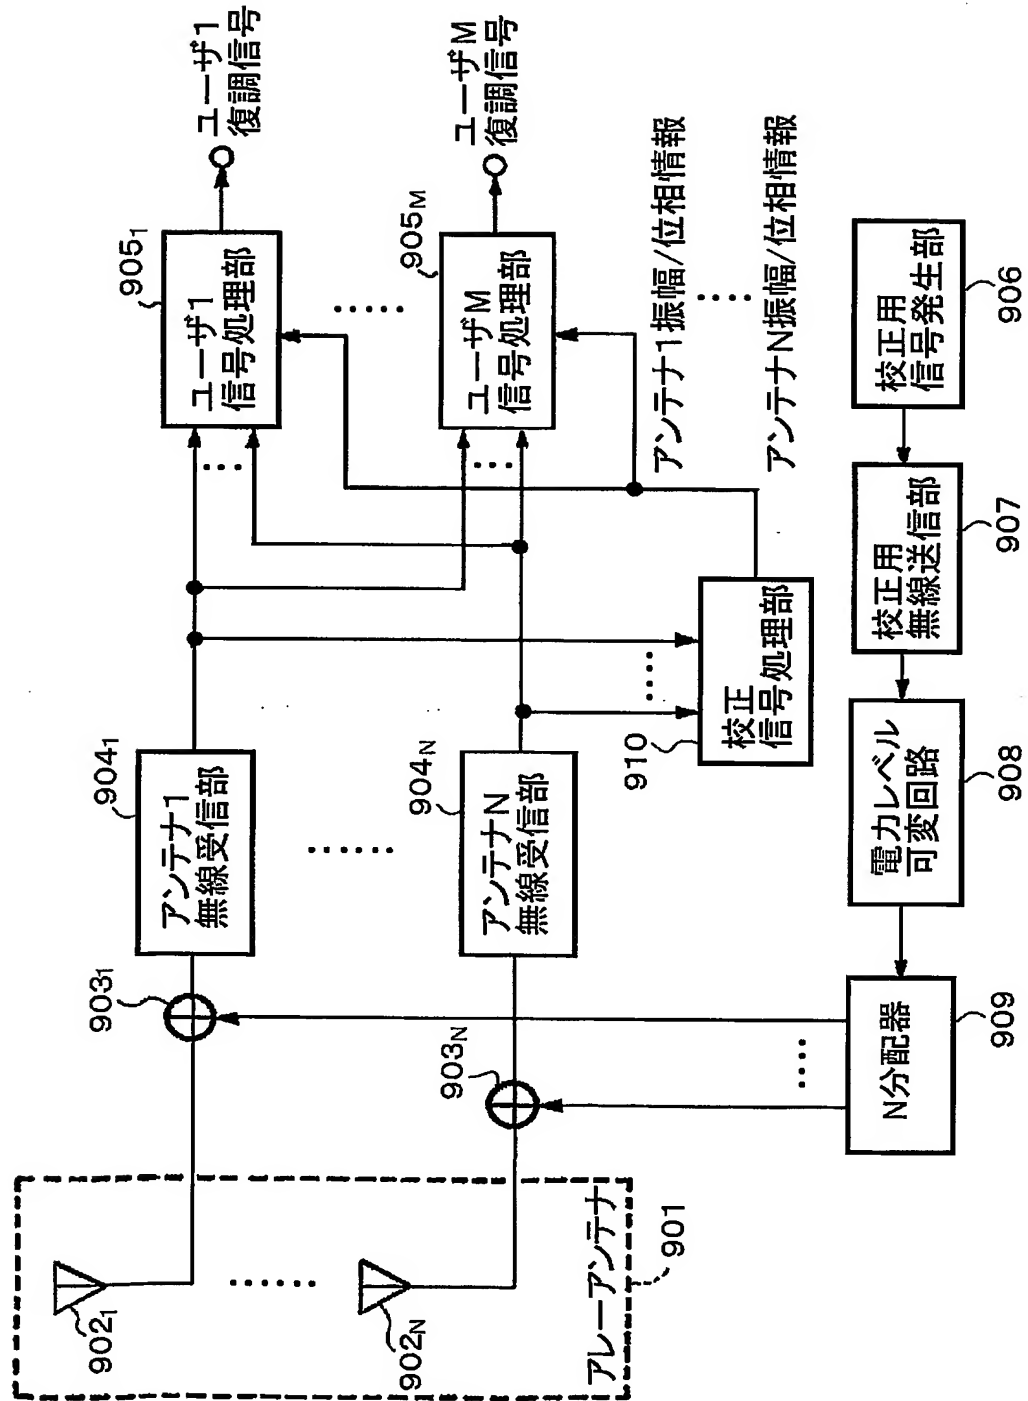 アレーアンテナ
901
902₁
902N
903₁
903N
904₁
アンテナ1
無線受信部
904N
アンテナN
無線受信部
905₁
ユーザ1
信号処理部
ユーザ1
復調信号
905M
ユーザM
信号処理部
ユーザM
復調信号
910
校正
信号処理部
アンテナ1振幅/位相情報
アンテナN振幅/位相情報
N分配器
909
電力レベル
可変回路
908
校正用
無線送信部
907
校正用
信号発生部
906